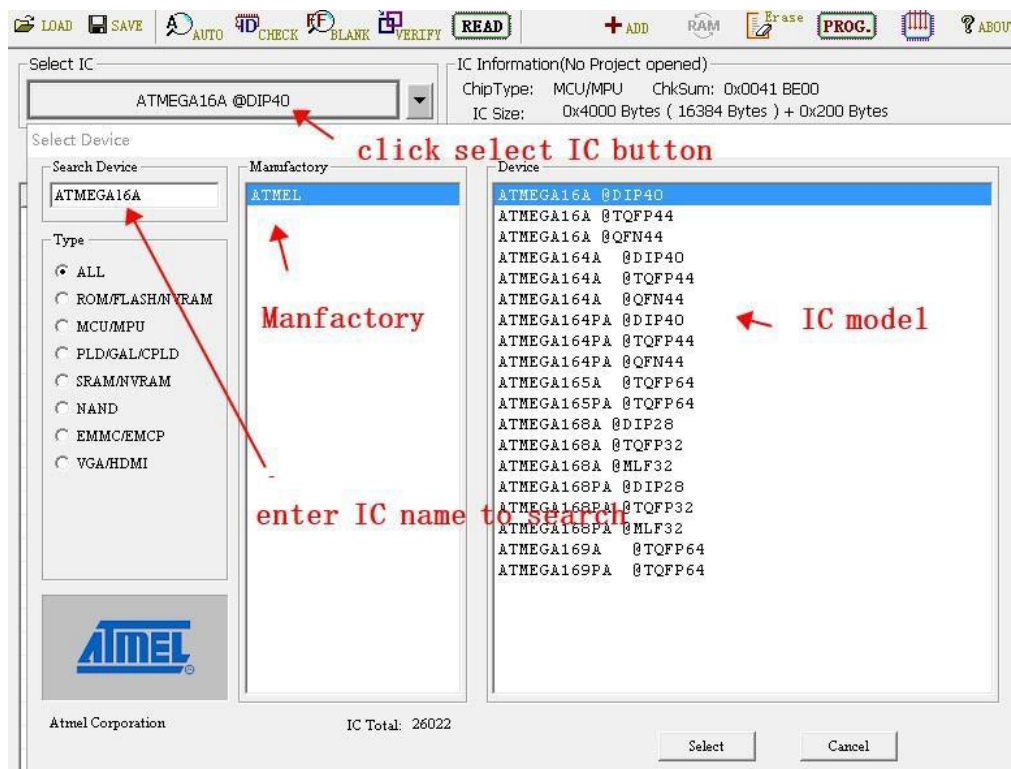 LOAD SAVE AUTO CHECK BLANK VERIFY READ ADD RAM Erase PROG. ABOU
Select IC
ATMEGA16A @DIP40
IC Information(No Project opened)
ChipType: MCU/MPU ChkSum: 0x0041 BE00
IC Size: 0x4000 Bytes ( 16384 Bytes ) + 0x200 Bytes
click select IC button
Select Device
Search Device
ATMEGA16A
Type
ALL
ROM/FLASH/NVRAM
MCU/MPU
PLD/GAL/CPLD
SRAM/NVRAM
NAND
EMMC/EMCP
VGA/HDMI
enter IC name to search
ATMEL
Atmel Corporation
Manufactory
ATMEL
Manfactory
IC Total: 26022
Device
ATMEGA16A @DIP40
ATMEGA16A @TQFP44
ATMEGA16A @QFN44
ATMEGA164A @DIP40
ATMEGA164A @TQFP44
ATMEGA164A @QFN44
ATMEGA164PA @DIP40
ATMEGA164PA @TQFP44
ATMEGA164PA @QFN44
ATMEGA165A @TQFP64
ATMEGA165PA @TQFP64
ATMEGA168A @DIP28
ATMEGA168A @TQFP32
ATMEGA168A @MLF32
ATMEGA168PA @DIP28
ATMEGA168PA @TQFP32
ATMEGA168PA @MLF32
ATMEGA169A @TQFP64
ATMEGA169PA @TQFP64
IC model
Select
Cancel